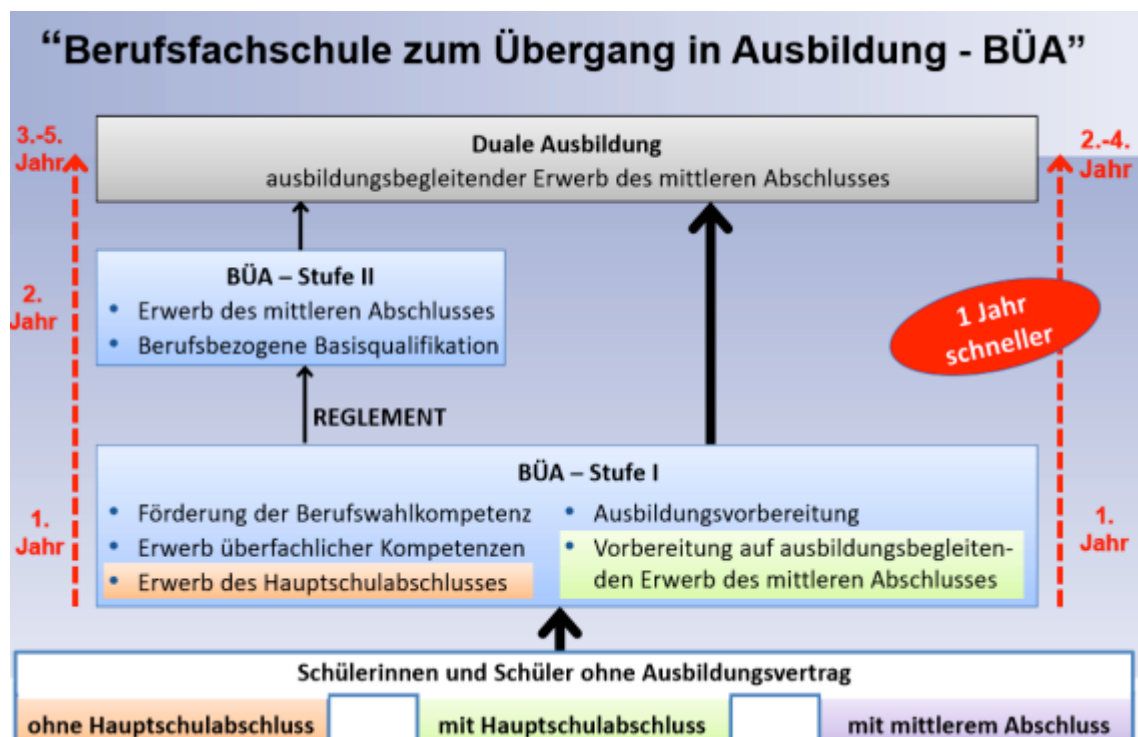 “Berufsfachschule zum Übergang in Ausbildung - BÜA”
3.-5.
Jahr
Duale Ausbildung
ausbildungsbegleitender Erwerb des mittleren Abschlusses
2.-4.
Jahr
BÜA – Stufe II
• Erwerb des mittleren Abschlusses
• Berufsbezogene Basisqualifikation
2.
Jahr
1 Jahr
schneller
REGLEMENT
BÜA – Stufe I
• Förderung der Berufswahlkompetenz
• Erwerb überfachlicher Kompetenzen
• Erwerb des Hauptschulabschlusses
• Ausbildungsvorbereitung
• Vorbereitung auf ausbildungsbegleiten-
den Erwerb des mittleren Abschlusses
1.
Jahr
1.
Jahr
Schülerinnen und Schüler ohne Ausbildungsvertrag
ohne Hauptschulabschluss
mit Hauptschulabschluss
mit mittlerem Abschluss